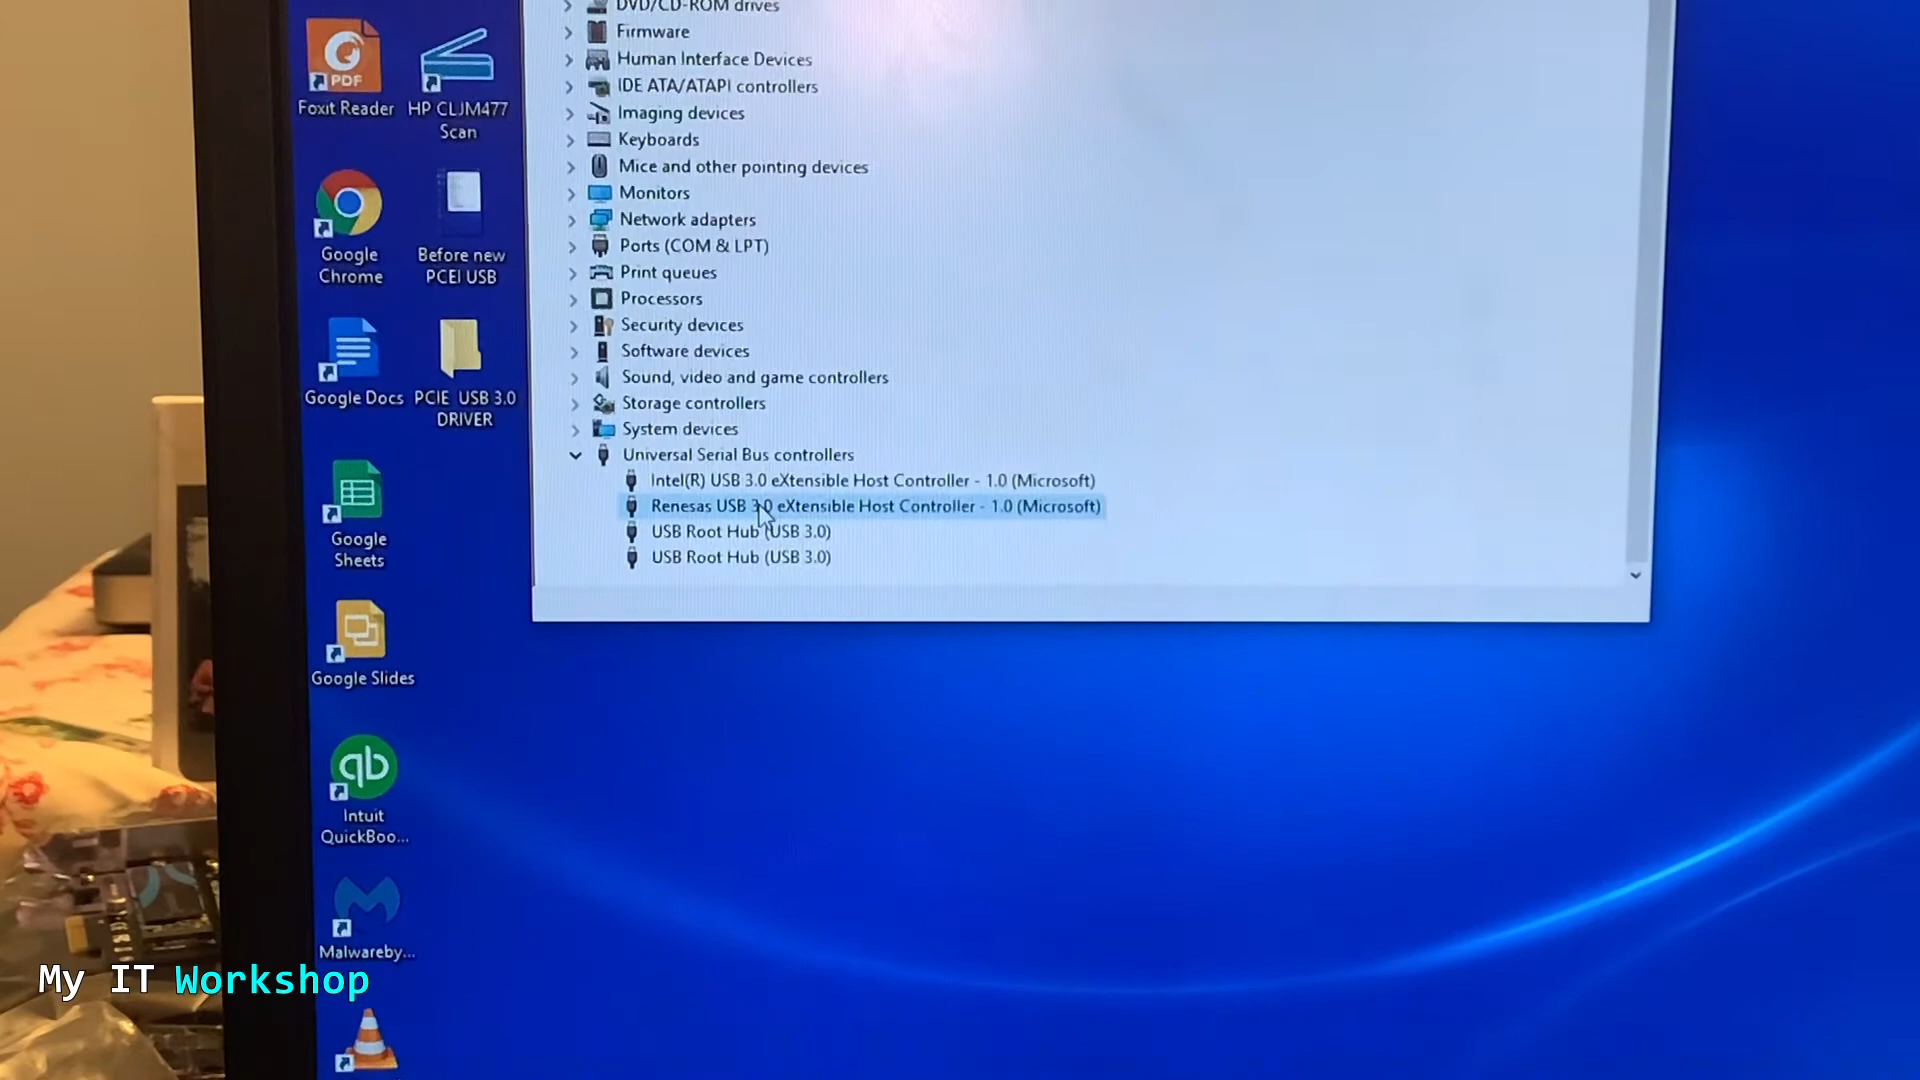 DVD/CD-ROM drives
Firmware
Human Interface Devices
IDE ATA/ATAPI controllers
Imaging devices
Keyboards
Mice and other pointing devices
Monitors
Network adapters
Ports (COM & LPT)
Print queues
Processors
Security devices
Software devices
Sound, video and game controllers
Storage controllers
System devices
Universal Serial Bus controllers
Intel(R) USB 3.0 eXtensible Host Controller - 1.0 (Microsoft)
Renesas USB 3.0 eXtensible Host Controller - 1.0 (Microsoft)
USB Root Hub (USB 3.0)
USB Root Hub (USB 3.0)
PDF
Foxit Reader
HP CLJM477
Scan
Google
Chrome
Before new
PCEI USB
Google Docs
PCIE USB 3.0
DRIVER
Google
Sheets
Google Slides
qb
Intuit
QuickBoo...
Malwareby...
My IT Workshop